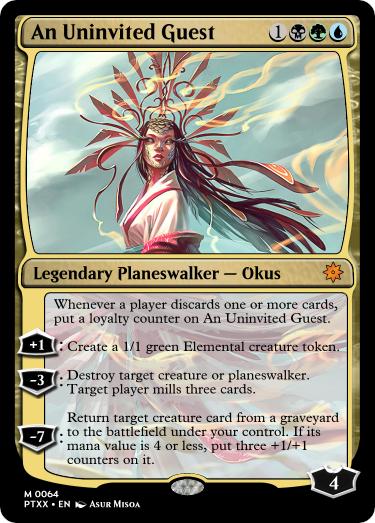 An Uninvited Guest 1
Legendary Planeswalker — Okus
Whenever a player discards one or more cards,
put a loyalty counter on An Uninvited Guest.
+1: Create a 1/1 green Elemental creature token.
-3: Destroy target creature or planeswalker.
Target player mills three cards.
Return target creature card from a graveyard
-7: to the battlefield under your control. If its
mana value is 4 or less, put three +1/+1
counters on it.
4
M 0064
PTXX • EN Asur Misoa